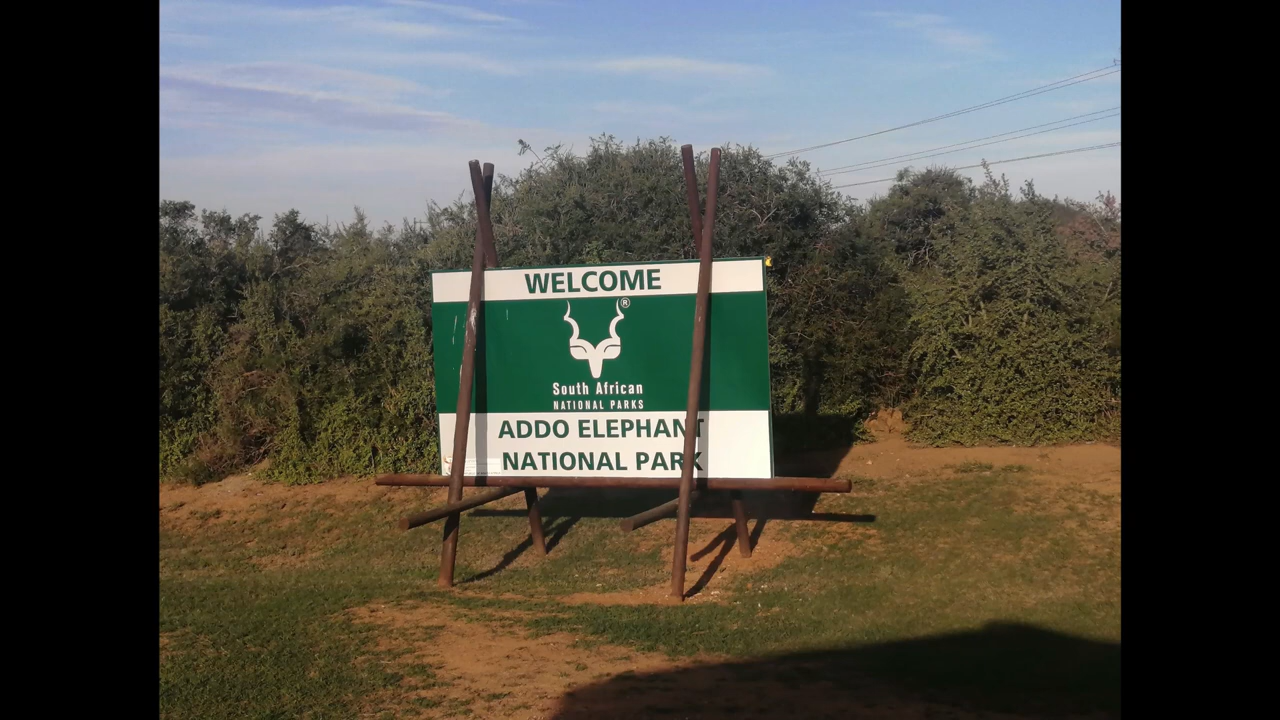 WELCOME
®
South African
NATIONAL PARKS
ADDO ELEPHANT
NATIONAL PARK